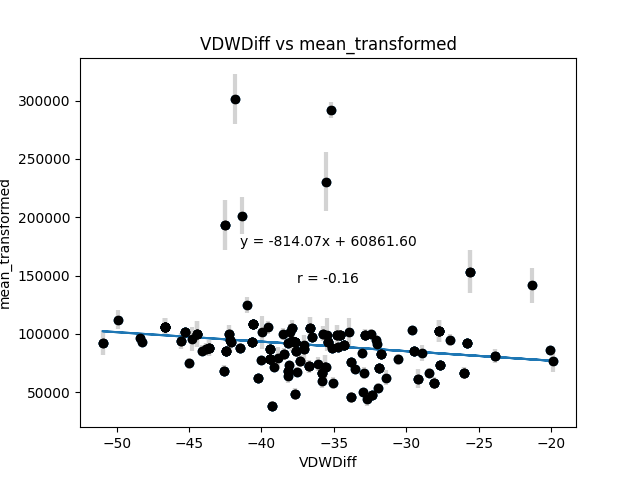 VDWDiff vs mean_transformed
300000
250000
200000
150000
100000
50000
mean_transformed
y = -814.07x + 60861.60
r = -0.16
−50 −45 −40 −35 −30 −25 −20
VDWDiff